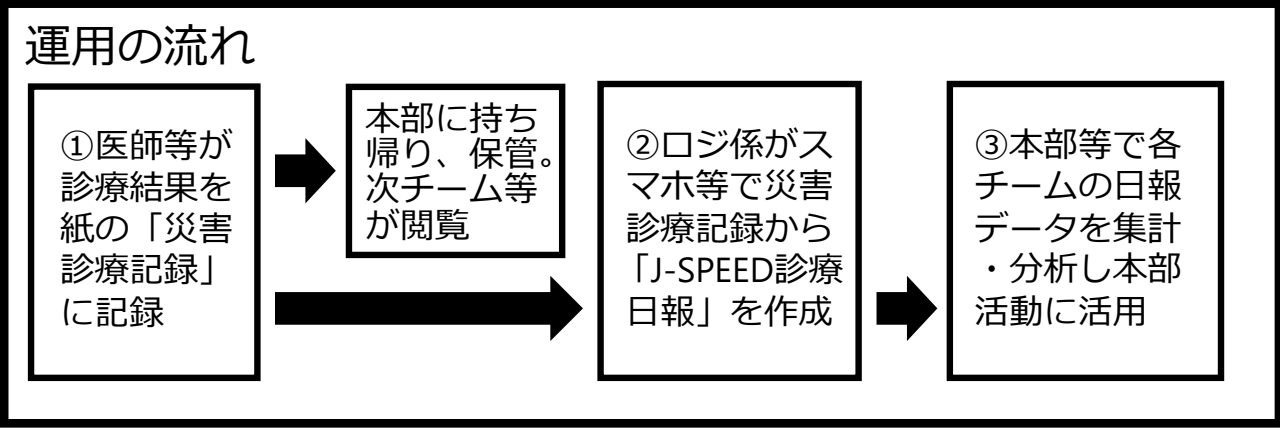 運用の流れ
①医師等が
診療結果を
紙の「災害
診療記録」
に記録
本部に持ち
帰り、保管。
次チーム等
が閲覧
②ロジ係がス
マホ等で災害
診療記録から
「J-SPEED診療
日報」を作成
③本部等で各
チームの日報
データを集計
・分析し本部
活動に活用